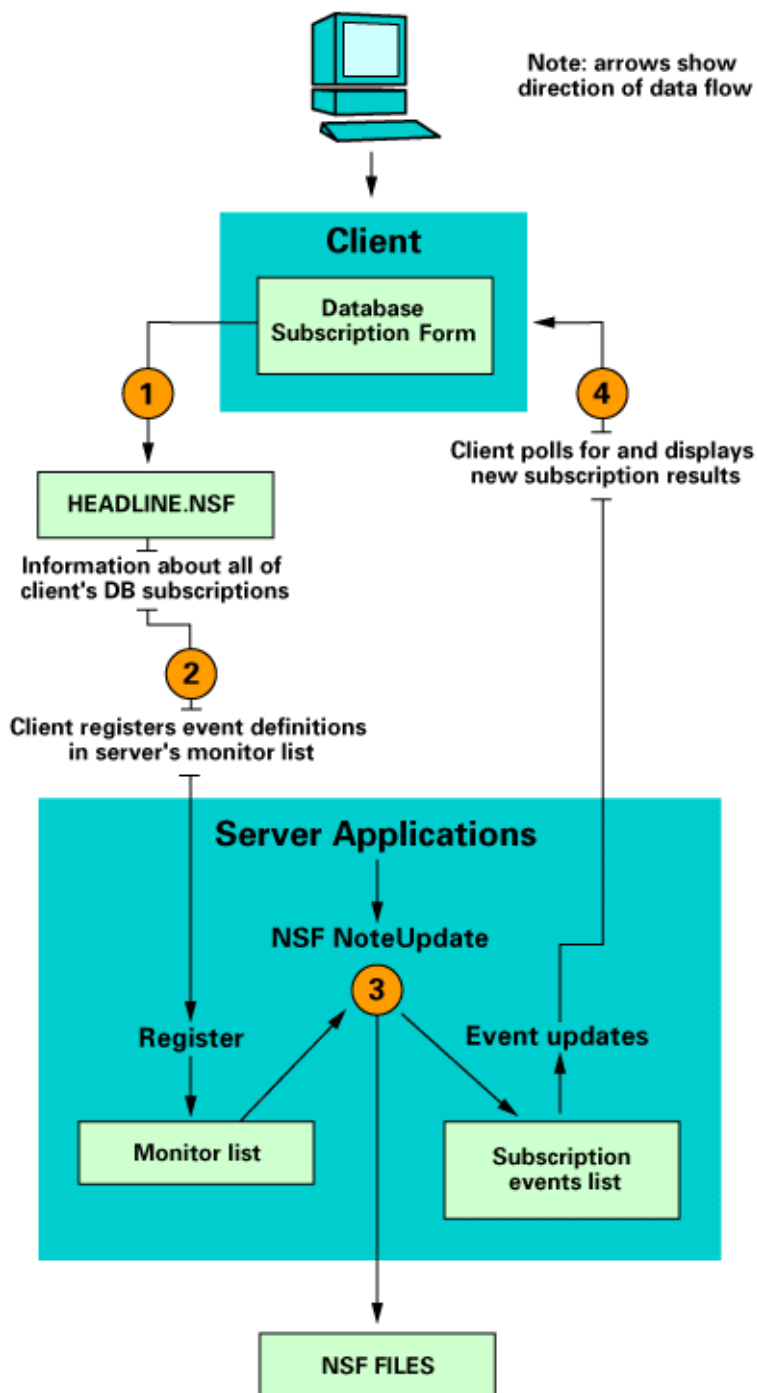 Note: arrows show
direction of data flow
Client
Database
Subscription Form
1
4
Client polls for and displays
new subscription results
HEADLINE.NSF
Information about all of
client's DB subscriptions
2
Client registers event definitions
in server's monitor list
Server Applications
NSF NoteUpdate
3
Register
Event updates
Monitor list
Subscription
events list
NSF FILES